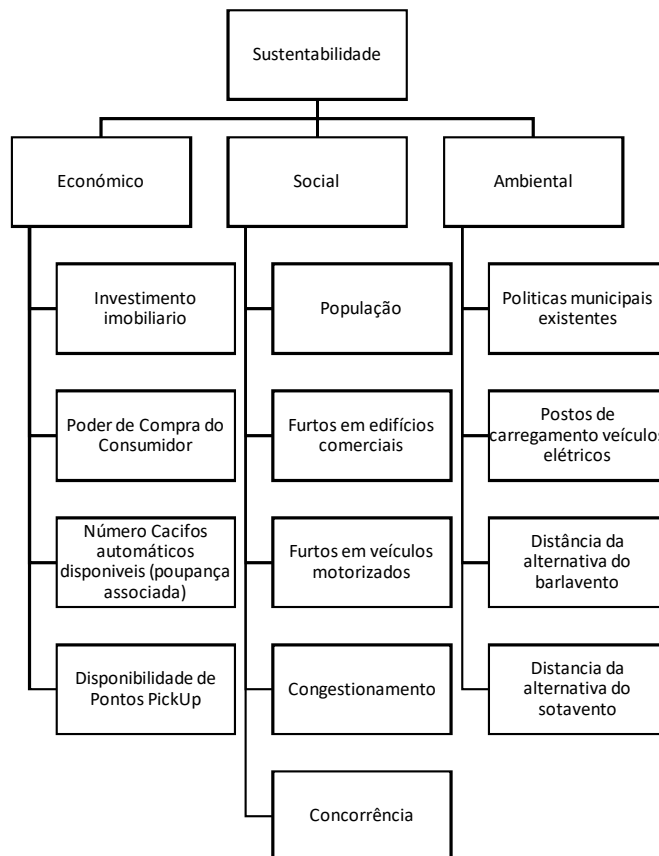 Sustentabilidade
Económico
Social
Ambiental
Investimento
imobiliario
Poder de Compra do
Consumidor
Número Cacifos
automáticos
disponiveis (poupança
associada)
Disponibilidade de
Pontos PickUp
População
Furtos em edifícios
comerciais
Furtos em veículos
motorizados
Congestionamento
Concorrência
Politicas municipais
existentes
Postos de
carregamento veículos
elétricos
Distância da
alternativa do
barlavento
Distancia da
alternativa do
sotavento